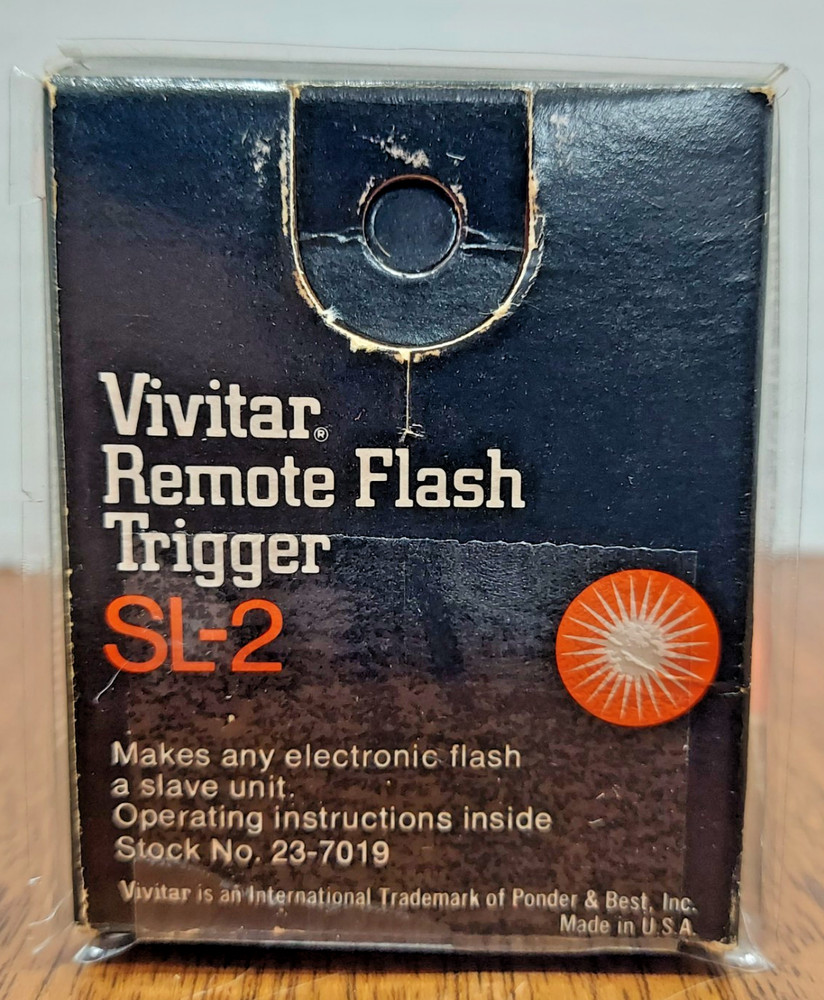 Vivitar®
Remote Flash
Trigger
SL-2
Makes any electronic flash
a slave unit.
Operating instructions inside
Stock No. 23-7019
Vivitar is an International Trademark of Ponder & Best, Inc.
Made in U.S.A.